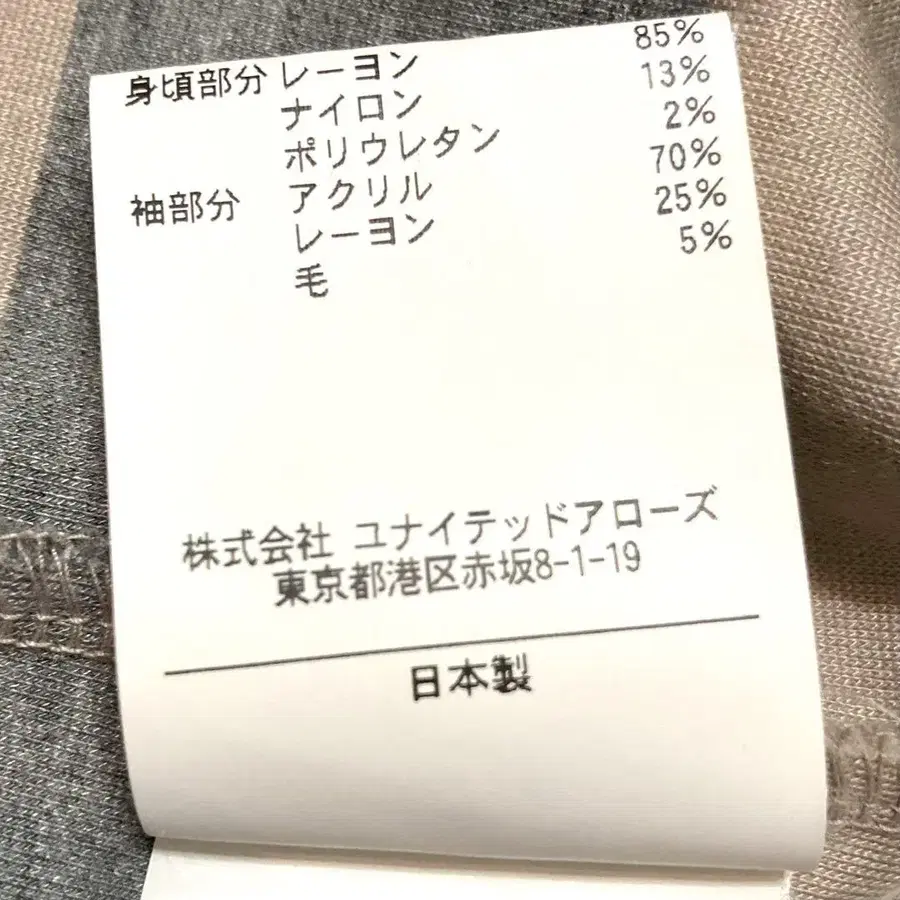 身頃部分 レーヨン 85%
ナイロン 13%
ポリウレタン 2%
袖部分 アクリル 70%
レーヨン 25%
毛 5%
株式会社 ユナイテッドアローズ
東京都港区赤坂8-1-19
日本製